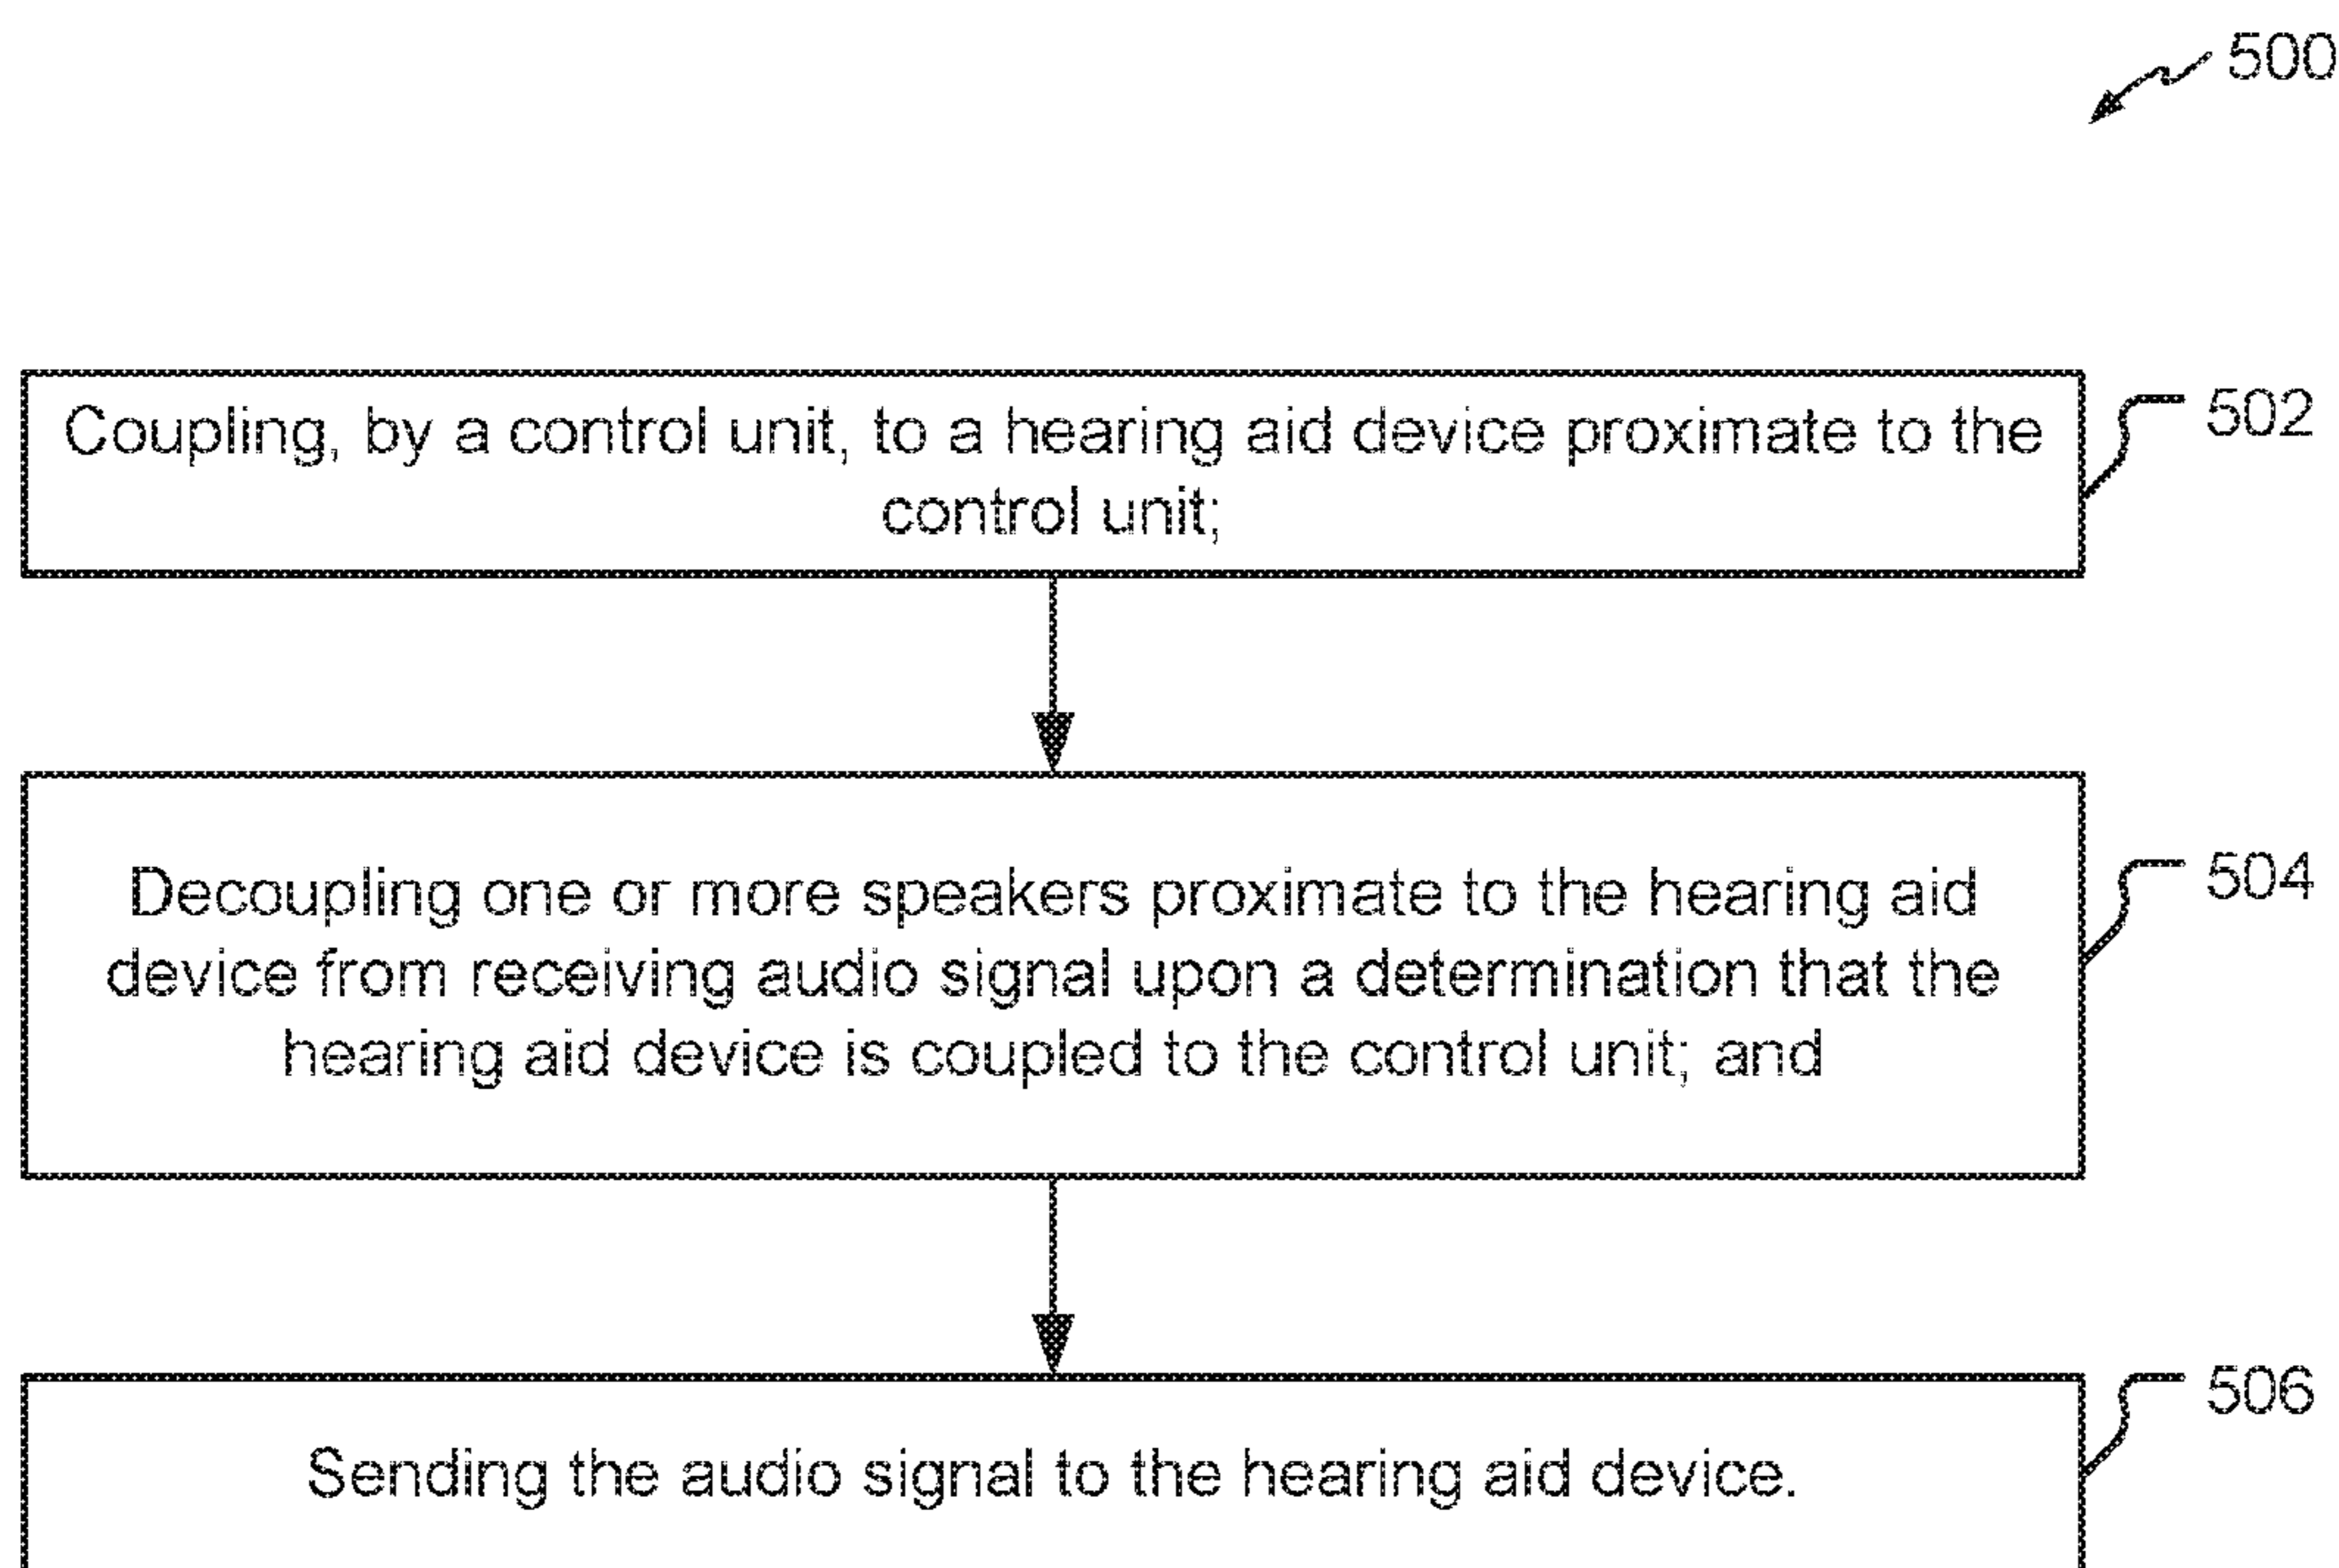 500
Coupling, by a control unit, to a hearing aid device proximate to the
control unit;
502
Decoupling one or more speakers proximate to the hearing aid
device from receiving audio signal upon a determination that the
hearing aid device is coupled to the control unit; and
504
Sending the audio signal to the hearing aid device.
506